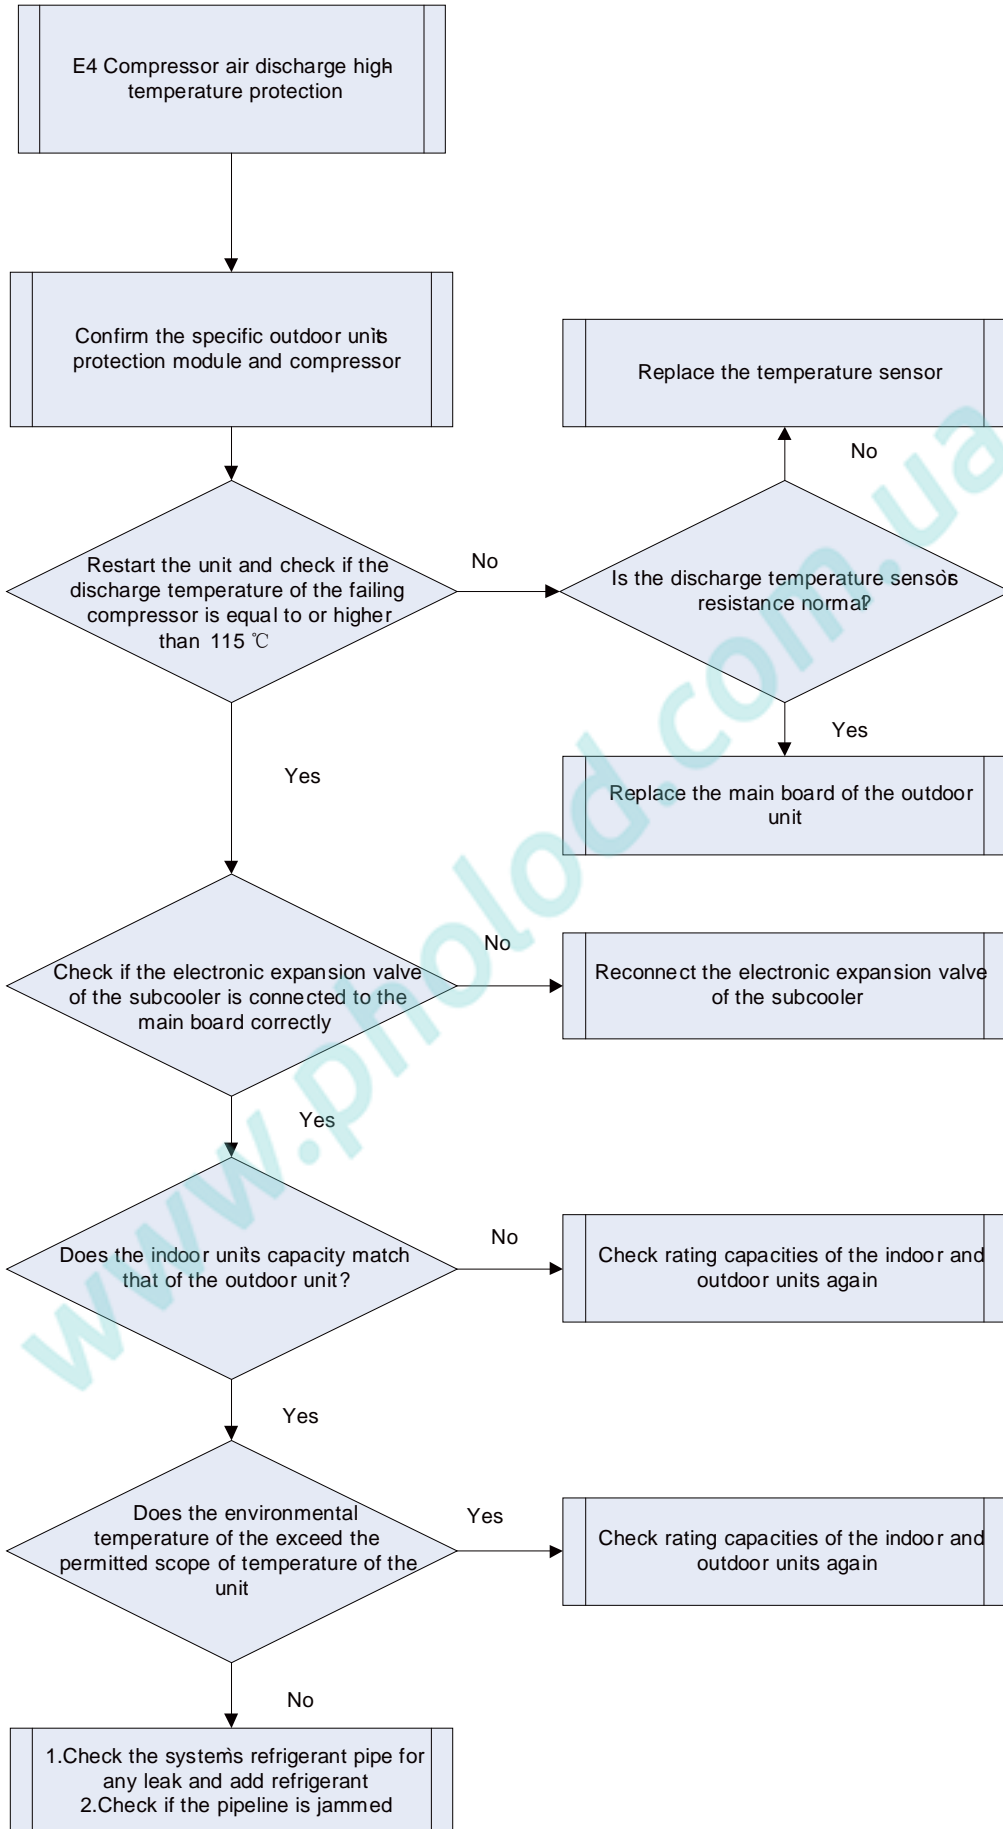 E4 Compressor air discharge high-
temperature protection
Confirm the specific outdoor unit's
protection module and compressor
Replace the temperature sensor
No
Restart the unit and check if the
discharge temperature of the failing
compressor is equal to or higher
than 115 ℃
No
Is the discharge temperature sensor's
resistance normal?
Yes
Replace the main board of the outdoor
unit
Yes
Check if the electronic expansion valve
of the subcooler is connected to the
main board correctly
No
Reconnect the electronic expansion valve
of the subcooler
Yes
Does the indoor unit's capacity match
that of the outdoor unit?
No
Check rating capacities of the indoor and
outdoor units again
Yes
Does the environmental
temperature of the exceed the
permitted scope of temperature of the
unit
Yes
Check rating capacities of the indoor and
outdoor units again
No
1.Check the system's refrigerant pipe for
any leak and add refrigerant
2.Check if the pipeline is jammed
www.pholod.com.ua